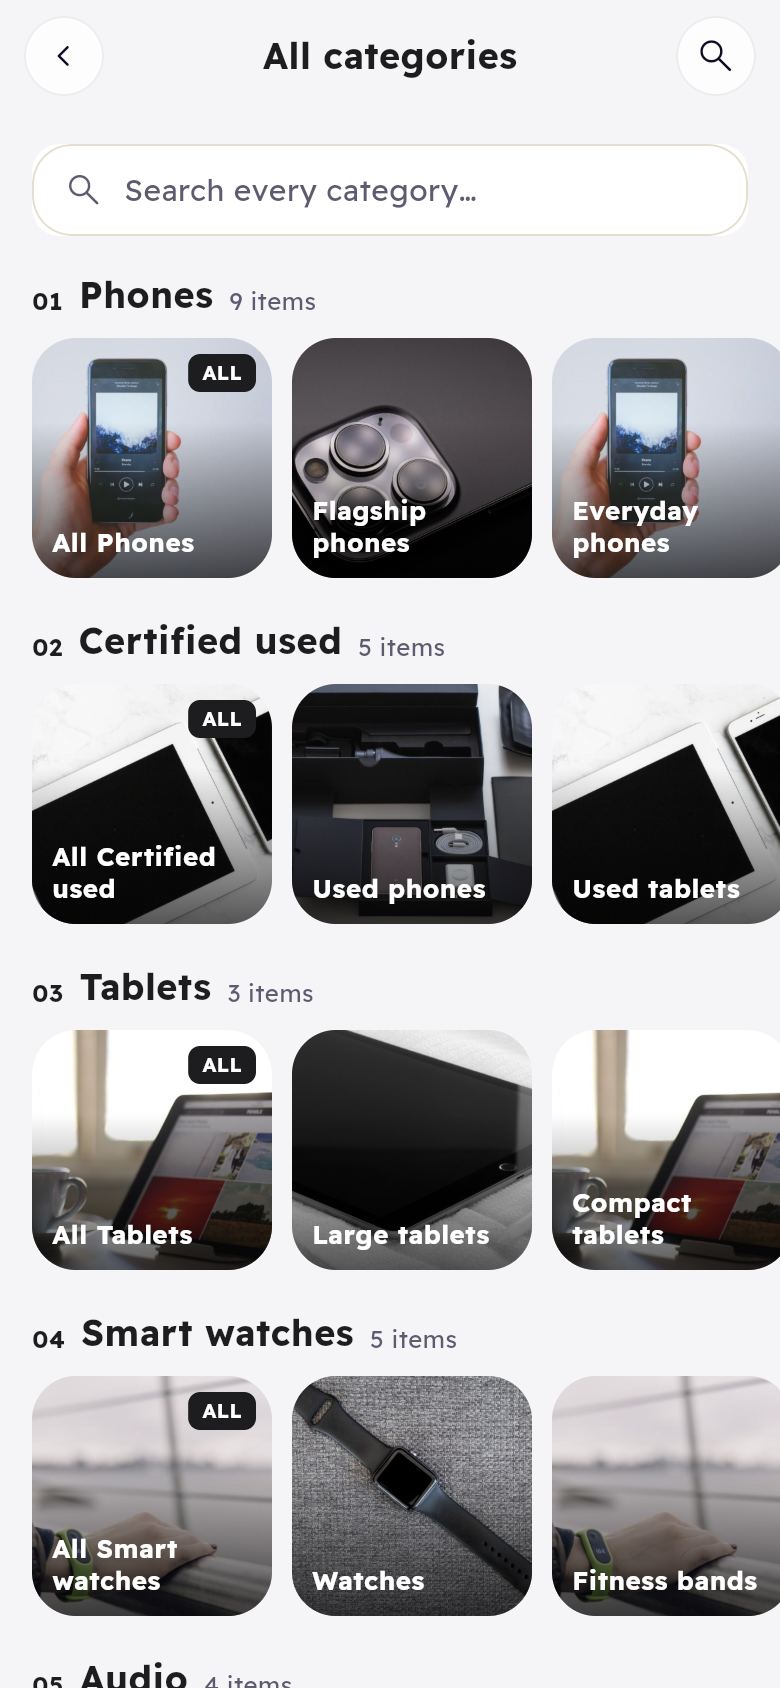 All categories
Search every category...
01 Phones 9 items
ALL
All Phones
Flagship
phones
Everyday
phones
02 Certified used 5 items
ALL
All Certified
used
Used phones
Used tablets
03 Tablets 3 items
ALL
All Tablets
Large tablets
Compact
tablets
04 Smart watches 5 items
ALL
All Smart
watches
Watches
Fitness bands
05 Audio 4 items